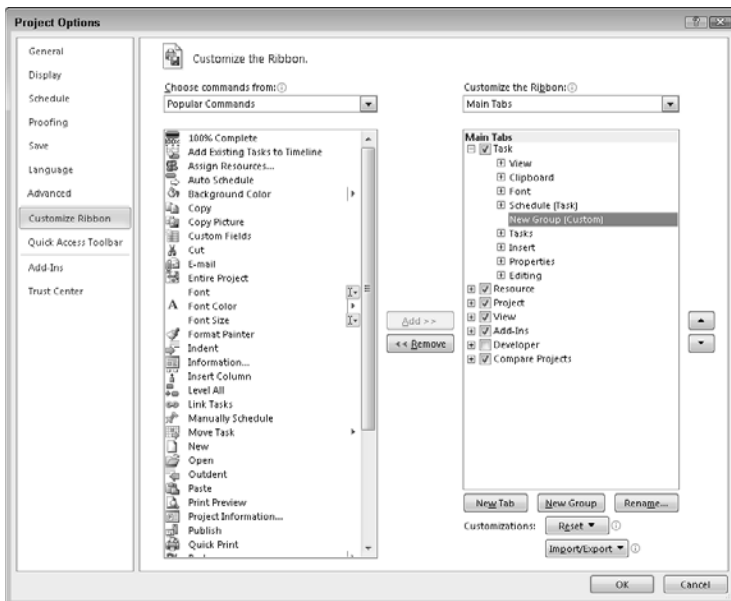 Project Options
General
Display
Schedule
Proofing
Save
Language
Advanced
Customize Ribbon
Quick Access Toolbar
Add-Ins
Trust Center
Customize the Ribbon.
Choose commands from:
Popular Commands
100% Complete
Add Existing Tasks to Timeline
Assign Resources...
Auto Schedule
Background Color
Copy
Copy Picture
Custom Fields
Cut
E-mail
Entire Project
Font
Font Color
Font Size
Format Painter
Indent
Information...
Insert Column
Level All
Link Tasks
Manually Schedule
Move Task
New
Open
Outdent
Paste
Print Preview
Project Information...
Publish
Quick Print
Add >>
<< Remove
Customize the Ribbon:
Main Tabs
Main Tabs
Task
View
Clipboard
Font
Schedule (Task)
New Group (Custom)
Tasks
Insert
Properties
Editing
Resource
Project
View
Add-Ins
Developer
Compare Projects
New Tab New Group Rename...
Customizations: Reset
Import/Export
OK Cancel